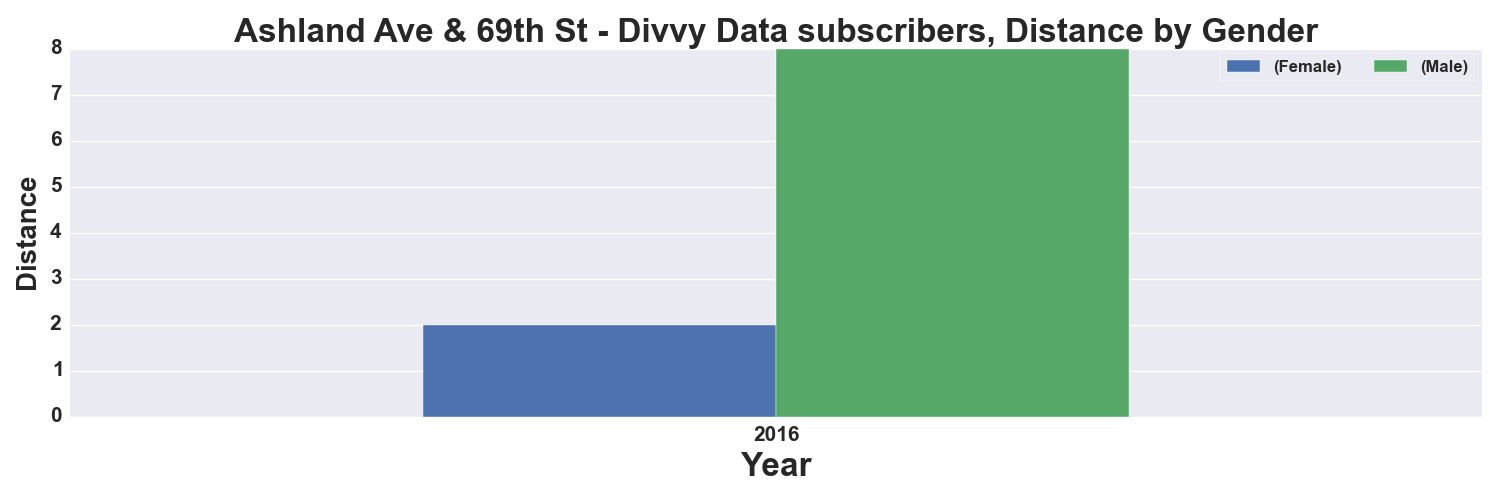 Ashland Ave & 69th St - Divvy Data subscribers, Distance by Gender
(Female) (Male)
8
7
6
5
4
3
2
1
0
Distance
2016
Year